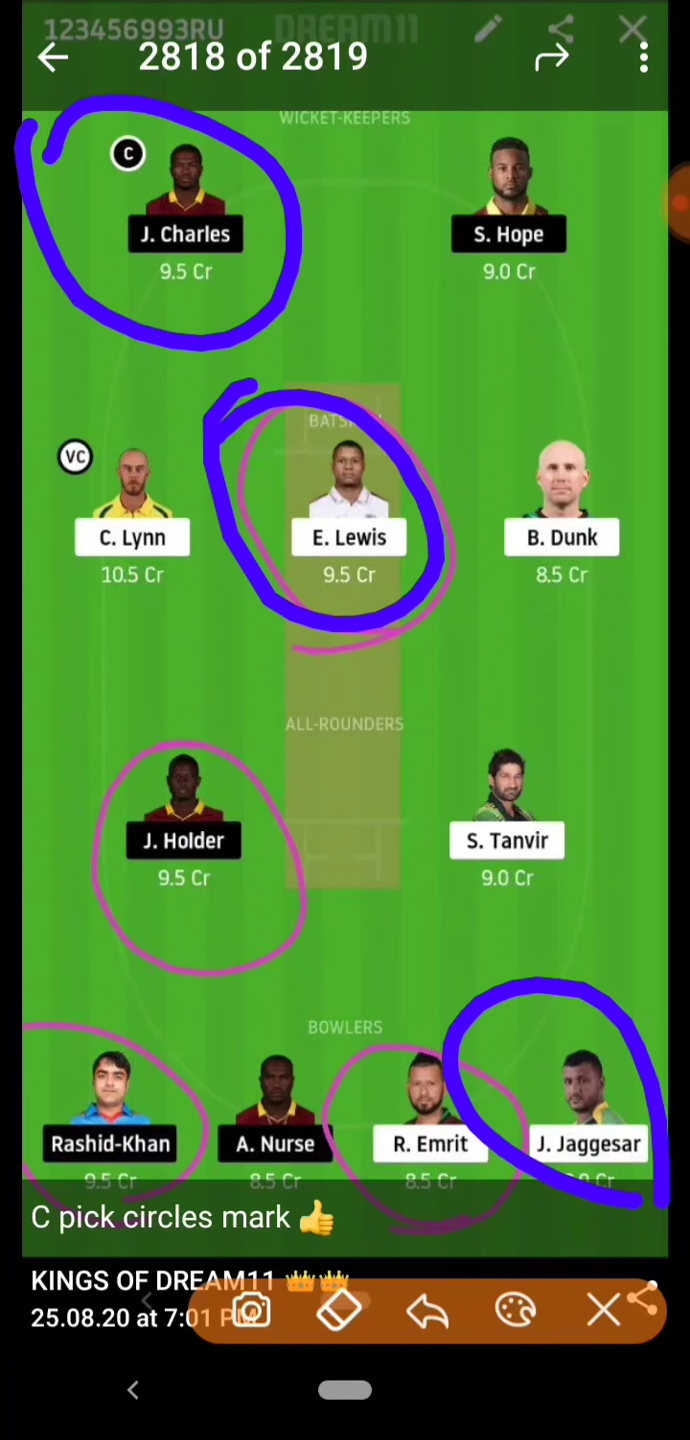 123456993RU DREAM11
2818 of 2819
WICKET-KEEPERS
C
J. Charles S. Hope
9.5 Cr 9.0 Cr
VC
C. Lynn E. Lewis B. Dunk
10.5 Cr 9.5 Cr 8.5 Cr
ALL-ROUNDERS
J. Holder S. Tanvir
9.5 Cr 9.0 Cr
BOWLERS
Rashid-Khan A. Nurse R. Emrit J. Jaggesar
9.5 Cr 8.5 Cr 8.5 Cr Cr
C pick circles mark 👍
KINGS OF DREAM11 👑👑
25.08.20 at 7:01 PM